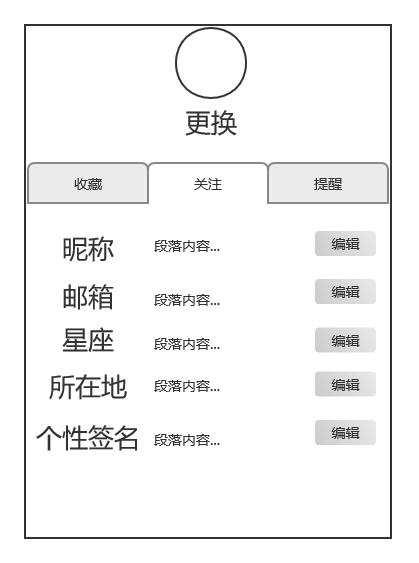 更换
收藏 关注 提醒
昵称 段落内容... 编辑
邮箱 段落内容... 编辑
星座 段落内容... 编辑
所在地 段落内容... 编辑
个性签名 段落内容... 编辑